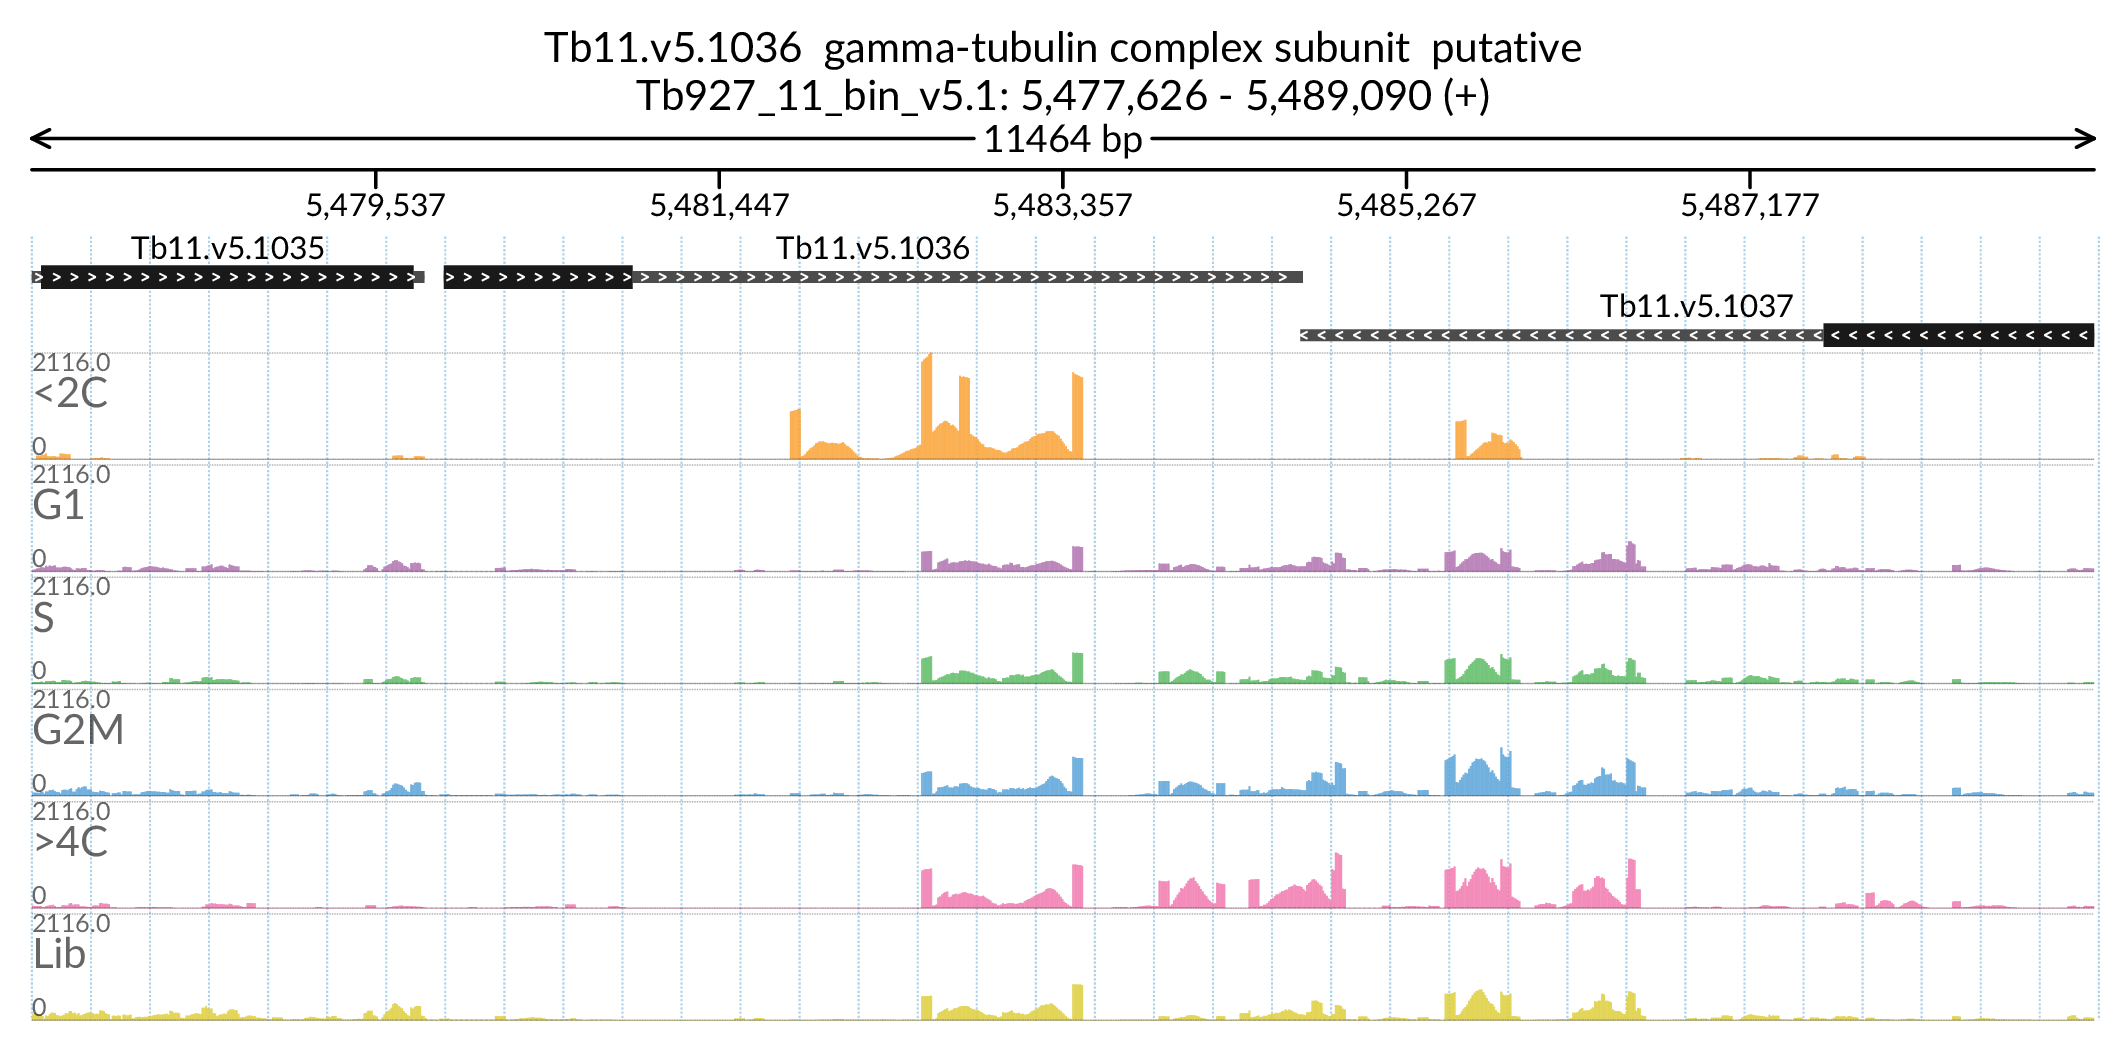 Tb11.v5.1036  gamma-tubulin complex subunit  putative
Tb927_11_bin_v5.1: 5,477,626 - 5,489,090 (+)
11464 bp
5,479,537 5,481,447 5,483,357 5,485,267 5,487,177
Tb11.v5.1035 Tb11.v5.1036
Tb11.v5.1037
2116.0
<2C
0
2116.0
G1
0
2116.0
S
0
2116.0
G2M
0
2116.0
>4C
0
2116.0
Lib
0